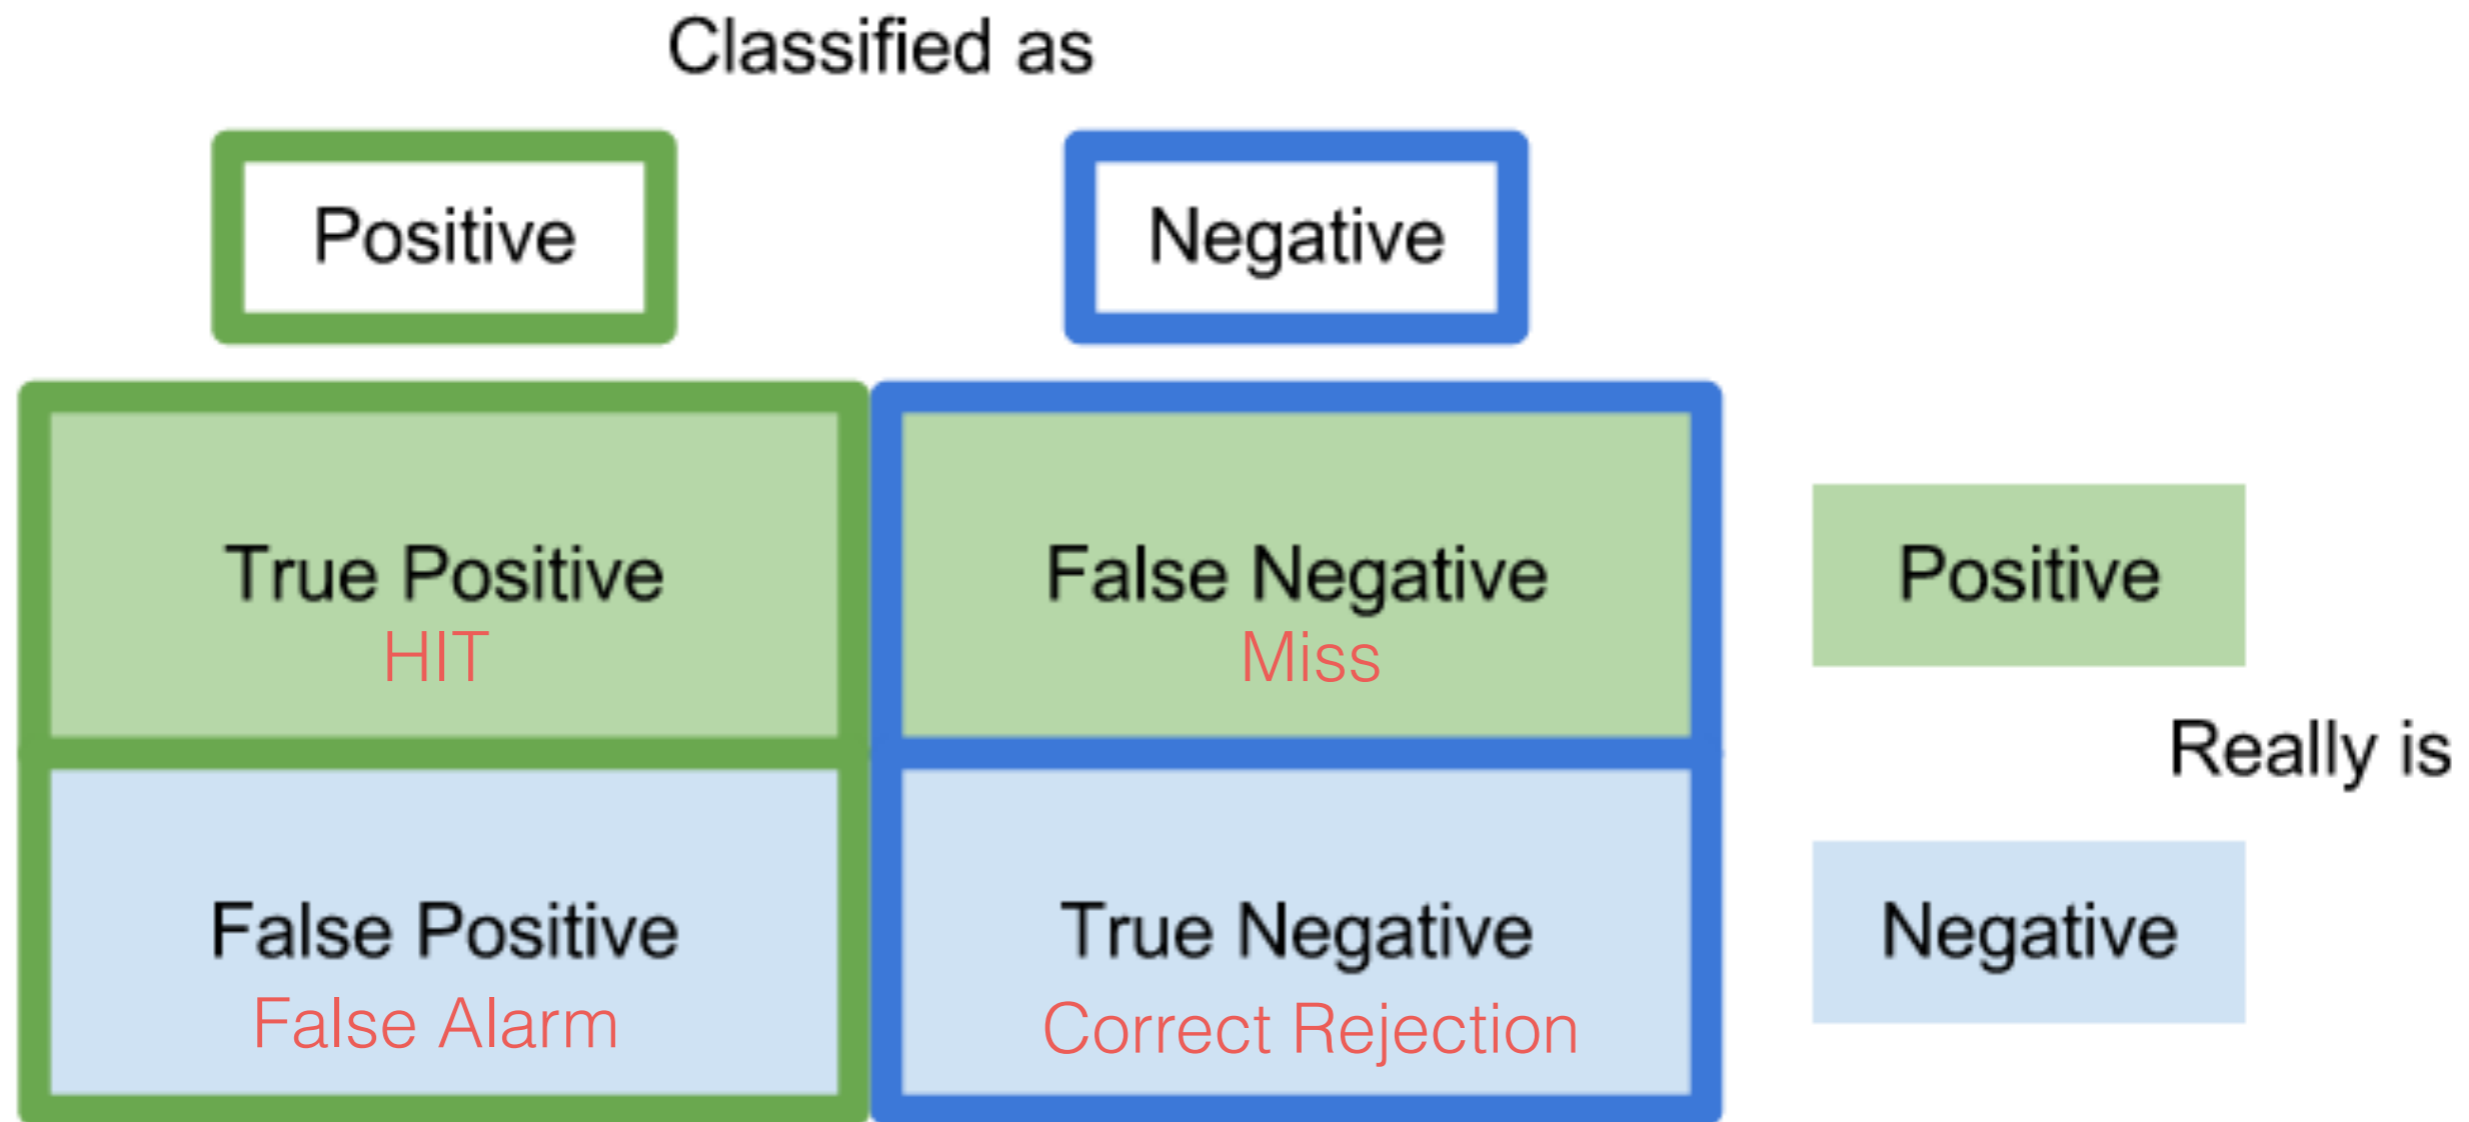 Classified as
Positive
Negative
True Positive
HIT
False Negative
Miss
Positive
Really is
False Positive
False Alarm
True Negative
Correct Rejection
Negative